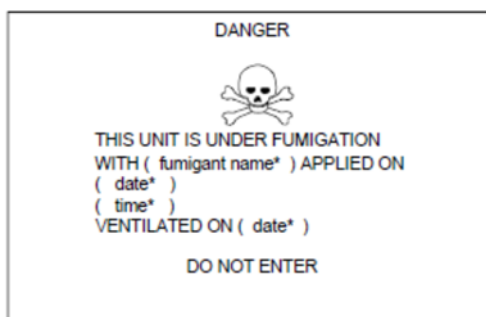 DANGER
THIS UNIT IS UNDER FUMIGATION
WITH ( fumigant name* ) APPLIED ON
( date* )
( time* )
VENTILATED ON ( date* )
DO NOT ENTER